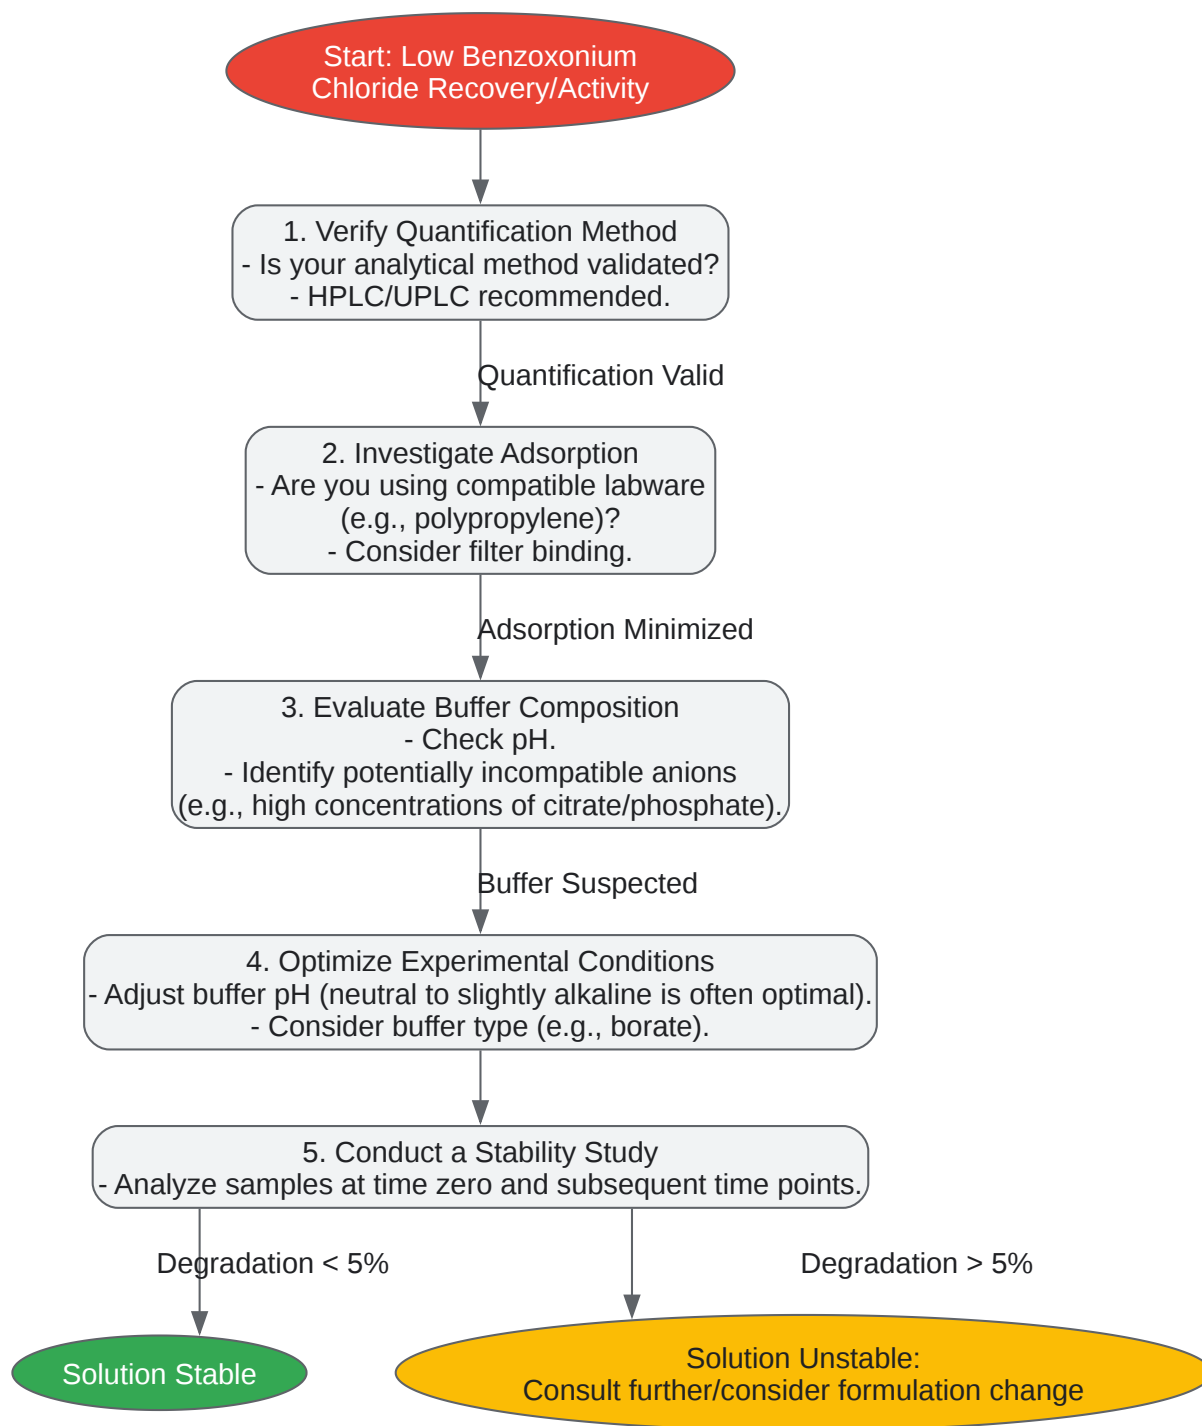 Start: Low Benzoxonium
Chloride Recovery/Activity
1. Verify Quantification Method
- Is your analytical method validated?
- HPLC/UPLC recommended.
Quantification Valid
2. Investigate Adsorption
- Are you using compatible labware
(e.g., polypropylene)?
- Consider filter binding.
Adsorption Minimized
3. Evaluate Buffer Composition
- Check pH.
- Identify potentially incompatible anions
(e.g., high concentrations of citrate/phosphate).
Buffer Suspected
4. Optimize Experimental Conditions
- Adjust buffer pH (neutral to slightly alkaline is often optimal).
- Consider buffer type (e.g., borate).
5. Conduct a Stability Study
- Analyze samples at time zero and subsequent time points.
Degradation < 5%
Degradation > 5%
Solution Stable
Solution Unstable:
Consult further/consider formulation change